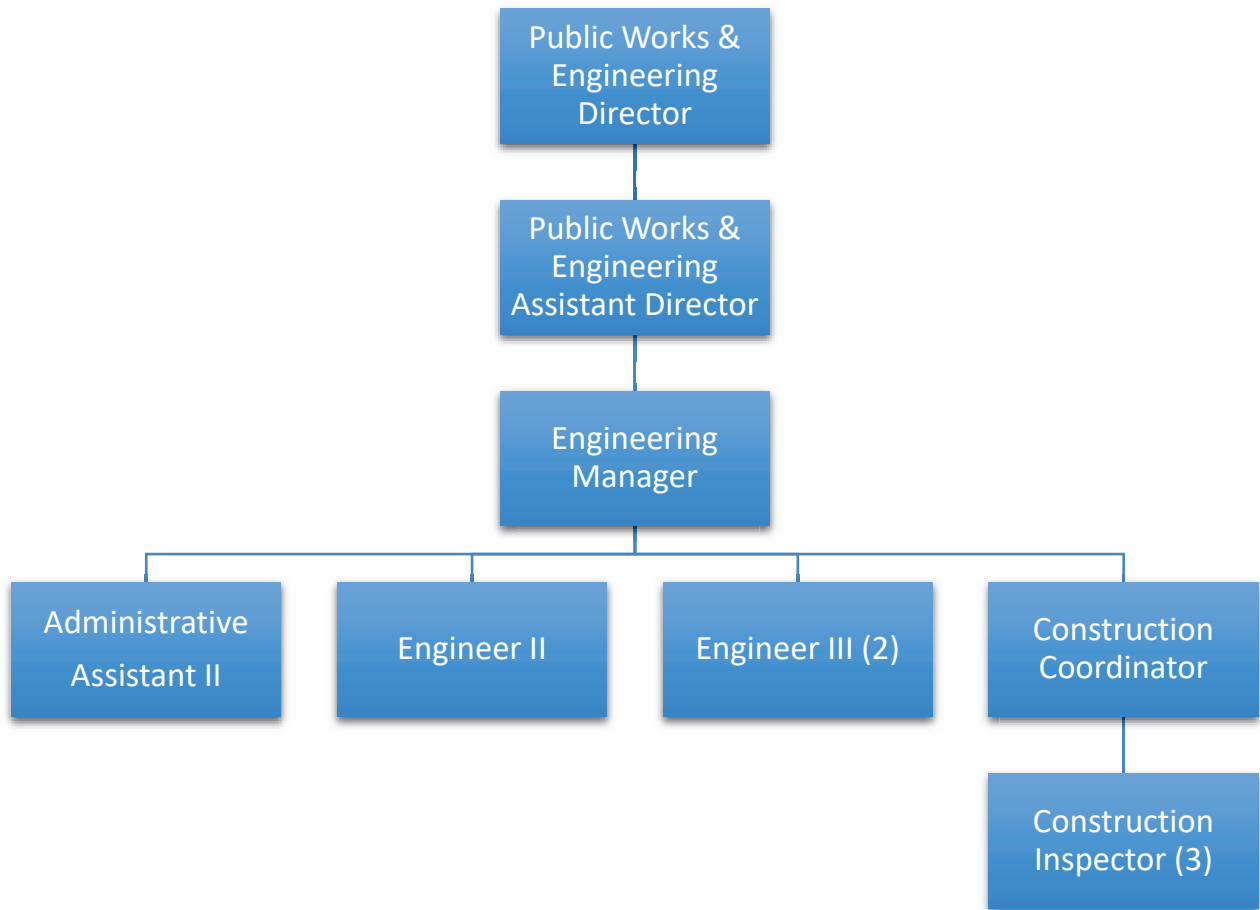 Public Works &
Engineering
Director
Public Works &
Engineering
Assistant Director
Engineering
Manager
Administrative
Assistant II
Engineer II
Engineer III (2)
Construction
Coordinator
Construction
Inspector (3)